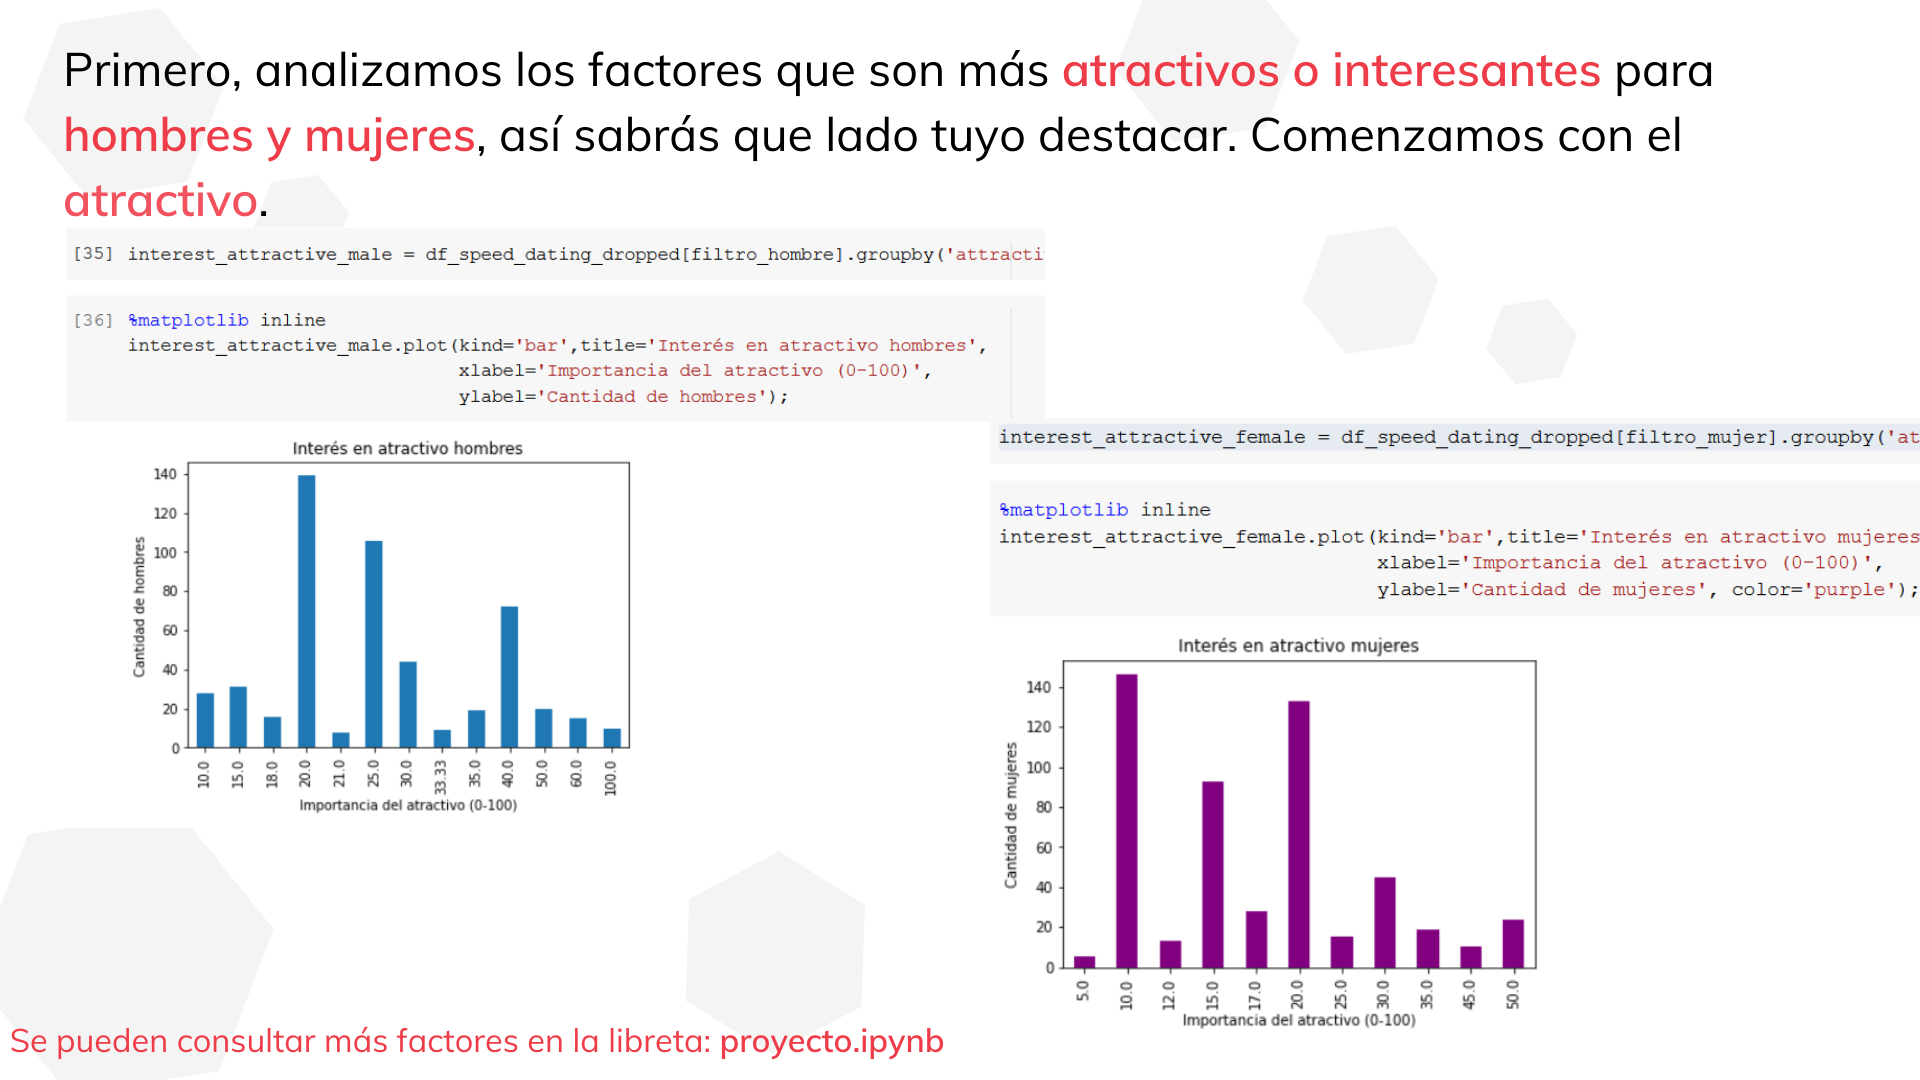 Primero, analizamos los factores que son más atractivos o interesantes para
hombres y mujeres, así sabrás que lado tuyo destacar. Comenzamos con el
atractivo.
[35] interest_attractive_male = df_speed_dating_dropped[filtro_hombre].groupby('attracti
[36] %matplotlib inline
interest_attractive_male.plot(kind='bar',title='Interés en atractivo hombres',
xlabel='Importancia del atractivo (0-100)',
ylabel='Cantidad de hombres');
Interés en atractivo hombres
Cantidad de hombres
140
120
100
80
60
40
20
0
10.0 15.0 18.0 20.0 21.0 25.0 30.0 33.33 35.0 40.0 50.0 60.0 100.0
Importancia del atractivo (0-100)
interest_attractive_female = df_speed_dating_dropped[filtro_mujer].groupby('at
%matplotlib inline
interest_attractive_female.plot(kind='bar',title='Interés en atractivo mujeres
xlabel='Importancia del atractivo (0-100)',
ylabel='Cantidad de mujeres', color='purple');
Interés en atractivo mujeres
Cantidad de mujeres
140
120
100
80
60
40
20
0
5.0 10.0 12.0 15.0 17.0 20.0 25.0 30.0 35.0 45.0 50.0
Importancia del atractivo (0-100)
Se pueden consultar más factores en la libreta: proyecto.ipynb